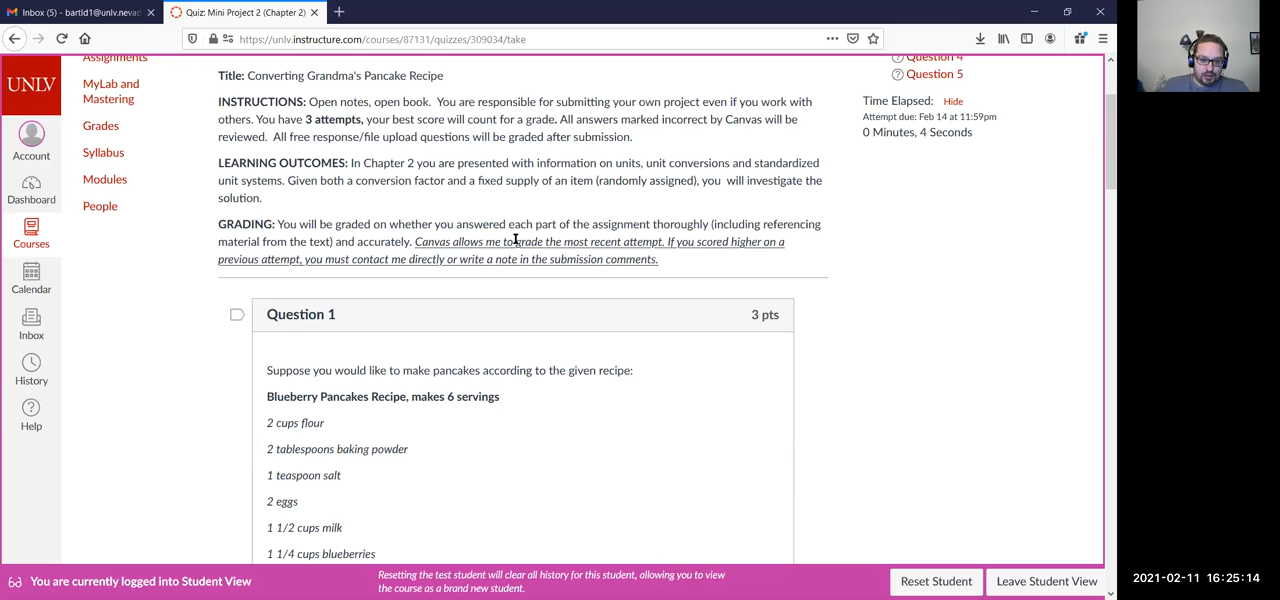 Inbox (5) - bartld1@unlv.nevad
Quiz: Mini Project 2 (Chapter 2)
https://unlv.instructure.com/courses/87131/quizzes/309034/take
UNLV
Account
Dashboard
Courses
Calendar
Inbox
History
Help
Assignments
MyLab and
Mastering
Grades
Syllabus
Modules
People
Title: Converting Grandma's Pancake Recipe
INSTRUCTIONS: Open notes, open book. You are responsible for submitting your own project even if you work with
others. You have 3 attempts, your best score will count for a grade. All answers marked incorrect by Canvas will be
reviewed. All free response/file upload questions will be graded after submission.
LEARNING OUTCOMES: In Chapter 2 you are presented with information on units, unit conversions and standardized
unit systems. Given both a conversion factor and a fixed supply of an item (randomly assigned), you will investigate the
solution.
GRADING: You will be graded on whether you answered each part of the assignment thoroughly (including referencing
material from the text) and accurately. Canvas allows me to grade the most recent attempt. If you scored higher on a
previous attempt, you must contact me directly or write a note in the submission comments.
Question 1
3 pts
Suppose you would like to make pancakes according to the given recipe:
Blueberry Pancakes Recipe, makes 6 servings
2 cups flour
2 tablespoons baking powder
1 teaspoon salt
2 eggs
1 1/2 cups milk
1 1/4 cups blueberries
Question 4
Question 5
Time Elapsed: Hide
Attempt due: Feb 14 at 11:59pm
0 Minutes, 4 Seconds
You are currently logged into Student View
Resetting the test student will clear all history for this student, allowing you to view
the course as a brand new student.
Reset Student
Leave Student View
2021-02-11 16:25:14